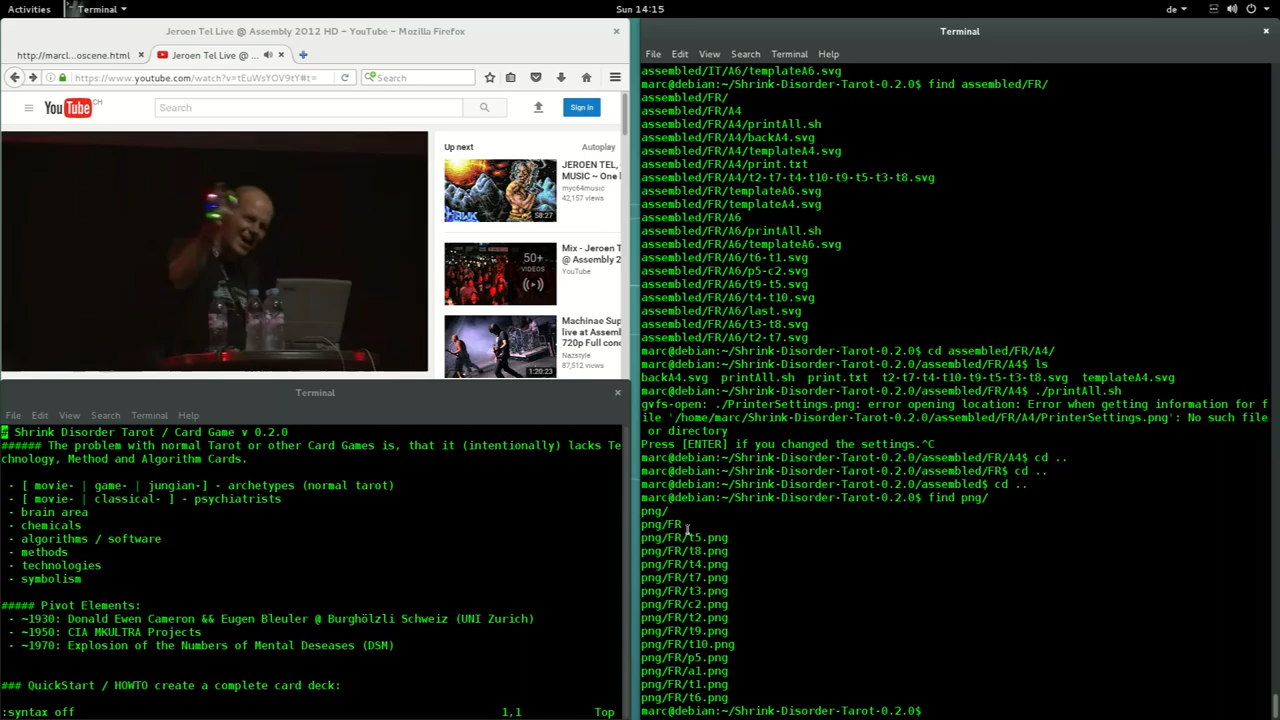 Activities
Terminal
Sun 14:15
de
Jeroen Tel Live @ Assembly 2012 HD – YouTube – Mozilla Firefox
http://marcl...oscene.html
Jeroen Tel Live @ ...
https://www.youtube.com/watch?v=tEuWsYOV9tY#t=
Search
YouTube CH
Search
Sign In
Up next
Autoplay
JEROEN TEL,
MUSIC ~ One
myc64music
42,157 views
58:27
Mix - Jeroen T
@ Assembly 2
YouTube
50+
VIDEOS
Machinae Sup
live at Assemb
720p Full conc
Nazstyle
87,512 views
1:20:23
Terminal
File Edit View Search Terminal Help
# Shrink Disorder Tarot / Card Game v 0.2.0
###### The problem with normal Tarot or other Card Games is, that it (intentionally) lacks Te
chnology, Method and Algorithm Cards.
- [ movie- | game- | jungian-] - archetypes (normal tarot)
- [ movie- | classical- ] - psychiatrists
- brain area
- chemicals
- algorithms / software
- methods
- technologies
- symbolism
##### Pivot Elements:
- ~1930: Donald Ewen Cameron && Eugen Bleuler @ Burghölzli Schweiz (UNI Zurich)
- ~1950: CIA MKULTRA Projects
- ~1970: Explosion of the Numbers of Mental Deseases (DSM)
### QuickStart / HOWTO create a complete card deck:
:syntax off 1,1 Top
Terminal
File Edit View Search Terminal Help
assembled/IT/A6/templateA6.svg
marc@debian:~/Shrink-Disorder-Tarot-0.2.0$ find assembled/FR/
assembled/FR/
assembled/FR/A4
assembled/FR/A4/printAll.sh
assembled/FR/A4/backA4.svg
assembled/FR/A4/templateA4.svg
assembled/FR/A4/print.txt
assembled/FR/A4/t2-t7-t4-t10-t9-t5-t3-t8.svg
assembled/FR/templateA6.svg
assembled/FR/templateA4.svg
assembled/FR/A6
assembled/FR/A6/printAll.sh
assembled/FR/A6/templateA6.svg
assembled/FR/A6/t6-t1.svg
assembled/FR/A6/p5-c2.svg
assembled/FR/A6/t9-t5.svg
assembled/FR/A6/t4-t10.svg
assembled/FR/A6/last.svg
assembled/FR/A6/t3-t8.svg
assembled/FR/A6/t2-t7.svg
marc@debian:~/Shrink-Disorder-Tarot-0.2.0$ cd assembled/FR/A4/
marc@debian:~/Shrink-Disorder-Tarot-0.2.0/assembled/FR/A4$ ls
backA4.svg printAll.sh print.txt t2-t7-t4-t10-t9-t5-t3-t8.svg templateA4.svg
marc@debian:~/Shrink-Disorder-Tarot-0.2.0/assembled/FR/A4$ ./printAll.sh
gvfs-open: ./PrinterSettings.png: error opening location: Error when getting information for f
ile '/home/marc/Shrink-Disorder-Tarot-0.2.0/assembled/FR/A4/PrinterSettings.png': No such file
or directory
Press [ENTER] if you changed the settings.^C
marc@debian:~/Shrink-Disorder-Tarot-0.2.0/assembled/FR/A4$ cd ..
marc@debian:~/Shrink-Disorder-Tarot-0.2.0/assembled/FR$ cd ..
marc@debian:~/Shrink-Disorder-Tarot-0.2.0/assembled$ cd ..
marc@debian:~/Shrink-Disorder-Tarot-0.2.0$ find png/
png/
png/FR
png/FR/t5.png
png/FR/t8.png
png/FR/t4.png
png/FR/t7.png
png/FR/t3.png
png/FR/c2.png
png/FR/t2.png
png/FR/t9.png
png/FR/t10.png
png/FR/p5.png
png/FR/a1.png
png/FR/t1.png
png/FR/t6.png
marc@debian:~/Shrink-Disorder-Tarot-0.2.0$